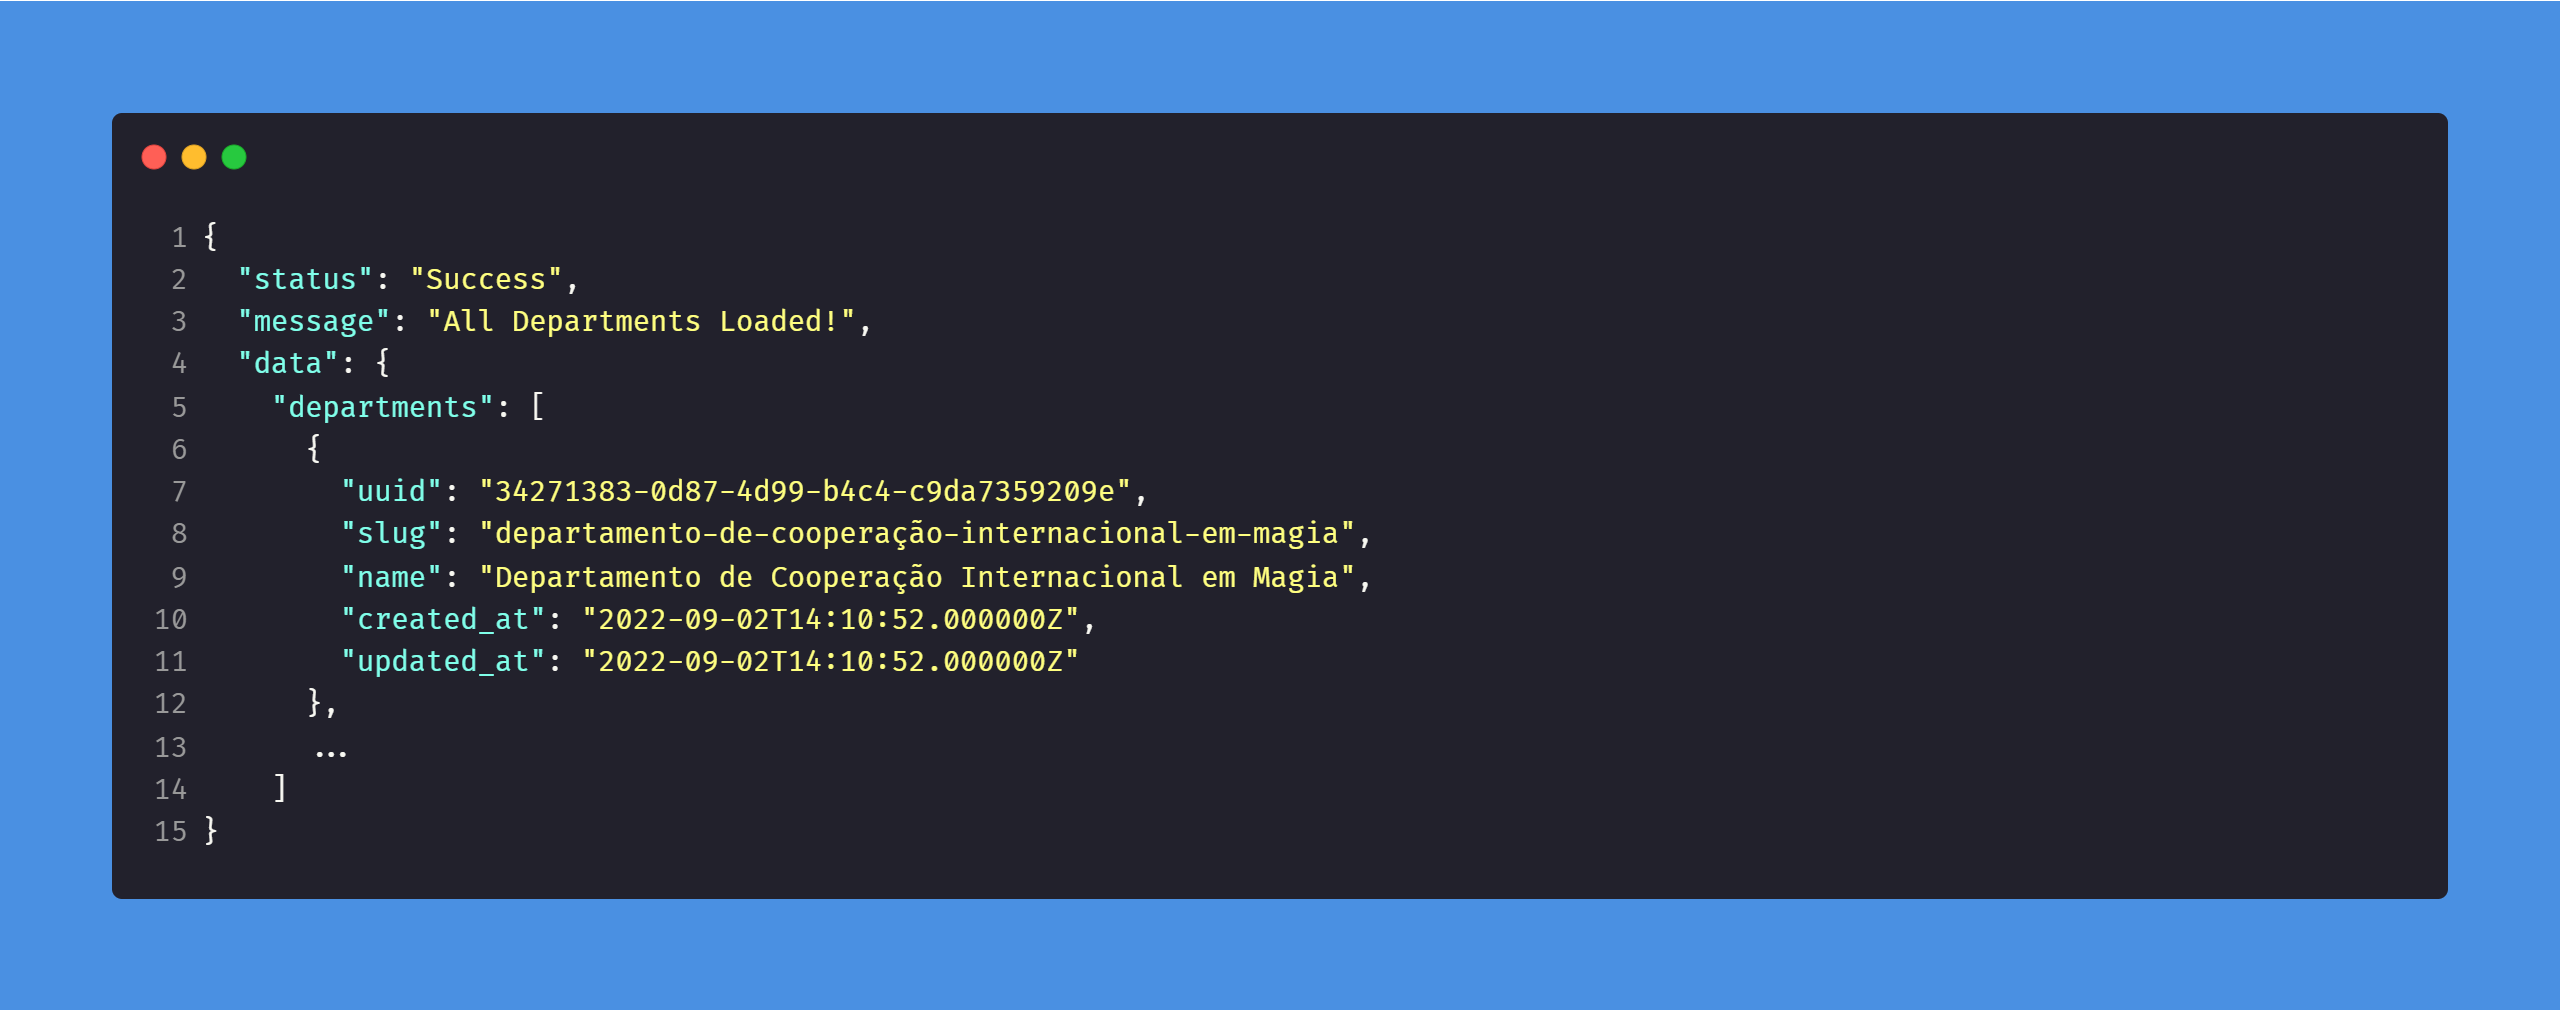 1 {
2   "status": "Success",
3   "message": "All Departments Loaded!",
4   "data": {
5     "departments": [
6       {
7         "uuid": "34271383-0d87-4d99-b4c4-c9da7359209e",
8         "slug": "departamento-de-cooperação-internacional-em-magia",
9         "name": "Departamento de Cooperação Internacional em Magia",
10         "created_at": "2022-09-02T14:10:52.000000Z",
11         "updated_at": "2022-09-02T14:10:52.000000Z"
12       },
13       ...
14     ]
15 }